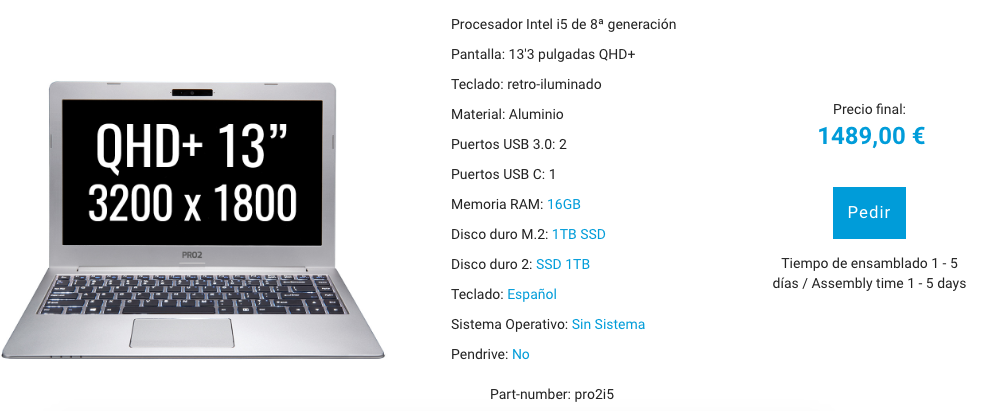 QHD+ 13”
3200 x 1800
PRO2
Procesador Intel i5 de 8ª generación
Pantalla: 13'3 pulgadas QHD+
Teclado: retro-iluminado
Material: Aluminio
Puertos USB 3.0: 2
Puertos USB C: 1
Memoria RAM: 16GB
Disco duro M.2: 1TB SSD
Disco duro 2: SSD 1TB
Teclado: Español
Sistema Operativo: Sin Sistema
Pendrive: No
Part-number: pro2i5
Precio final:
1489,00 €
Pedir
Tiempo de ensamblado 1 - 5
días / Assembly time 1 - 5 days